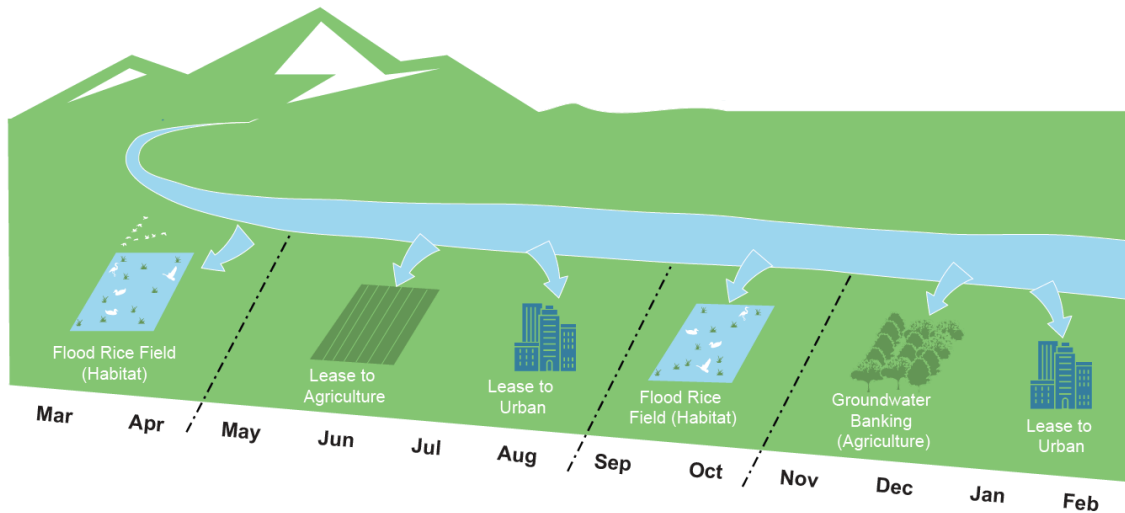 Flood Rice Field
(Habitat)
Lease to
Agriculture
Lease to
Urban
Flood Rice
Field (Habitat)
Groundwater
Banking
(Agriculture)
Lease to
Urban
Mar
Apr
May
Jun
Jul
Aug
Sep
Oct
Nov
Dec
Jan
Feb